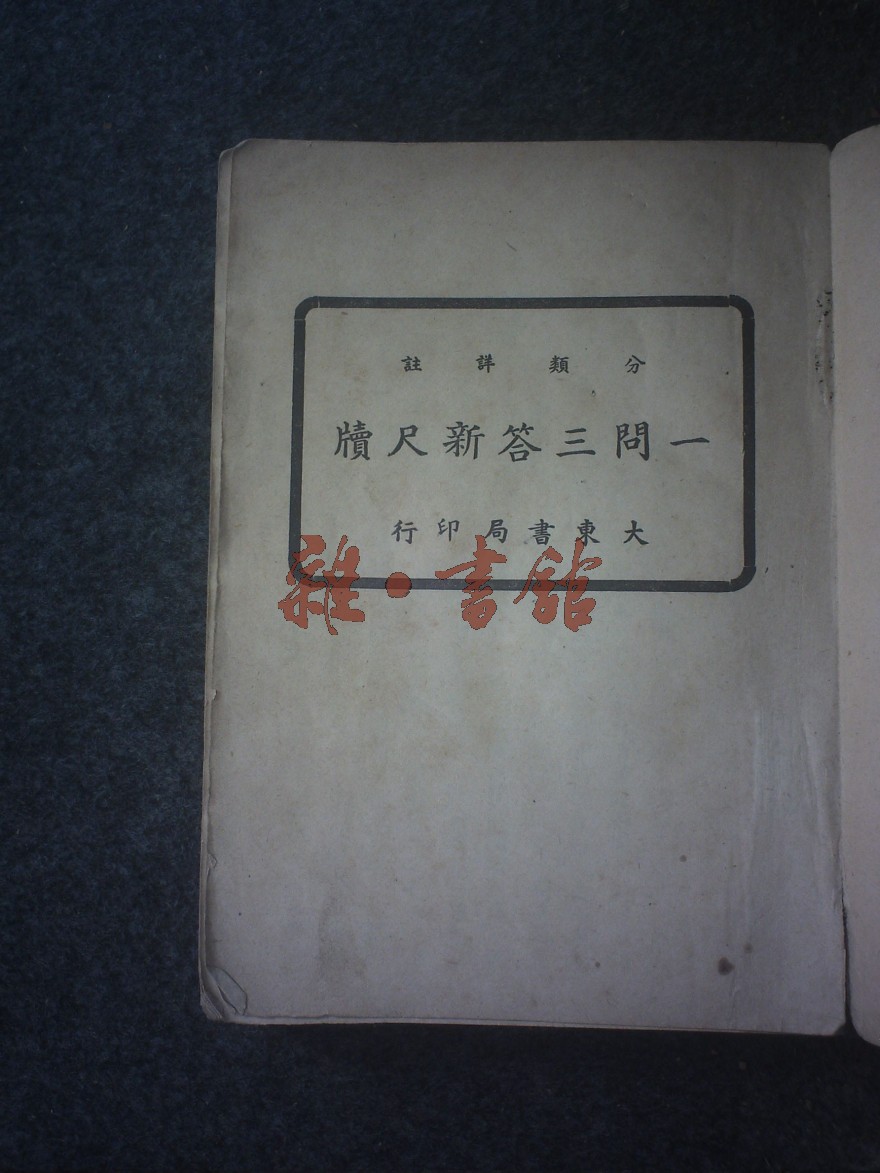 分類詳註
一問三答新尺牘
大東書局印行
雜·書館